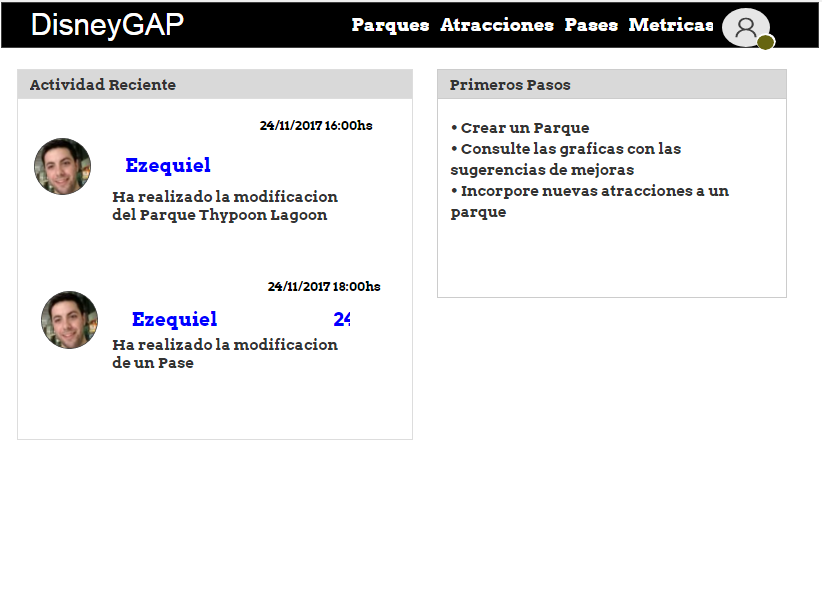 DisneyGAP
Parques Atracciones Pases Metricas
Actividad Reciente
24/11/2017 16:00hs
Ezequiel
Ha realizado la modificacion
del Parque Thypoon Lagoon
24/11/2017 18:00hs
Ezequiel 24
Ha realizado la modificacion
de un Pase
Primeros Pasos
• Crear un Parque
• Consulte las graficas con las
sugerencias de mejoras
• Incorpore nuevas atracciones a un
parque